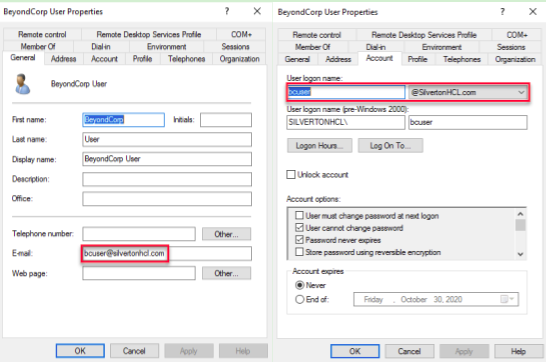 BeyondCorp User Properties ? ×
Remote control Remote Desktop Services Profile COM+
Member Of Dial-in Environment Sessions
General Address Account Profile Telephones Organization
BeyondCorp User
First name: BeyondCorp Initials:
Last name: User
Display name: BeyondCorp User
Description:
Office:
Telephone number: Other...
E-mail: bcuser@silvertonhcl.com
Web page: Other...
OK Cancel Apply Help
BeyondCorp User Properties ? ×
Remote control Remote Desktop Services Profile COM+
Member Of Dial-in Environment Sessions
General Address Account Profile Telephones Organization
User logon name:
bcuser @SilvertonHCL.com
User logon name (pre-Windows 2000):
SILVERTONHCL\ bcuser
Logon Hours... Log On To...
Unlock account
Account options:
User must change password at next logon
User cannot change password
Password never expires
Store password using reversible encryption
Account expires
Never
End of: Friday , October 30, 2020
OK Cancel Apply Help